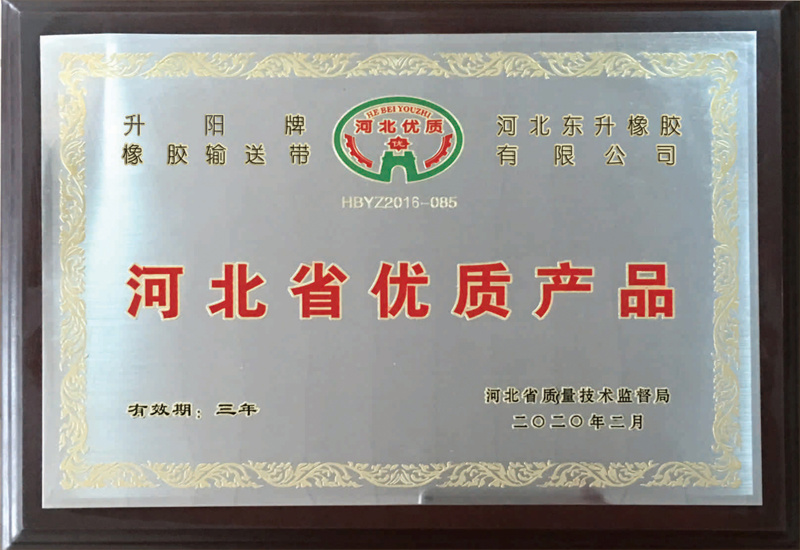 升阳牌
橡胶输送带
HE BEI YOUZHI
河北优质
优
HBYZ2016-085
河北东升橡胶
有限公司
河北省优质产品
有效期：三年
河北省质量技术监督局
二〇二〇年二月